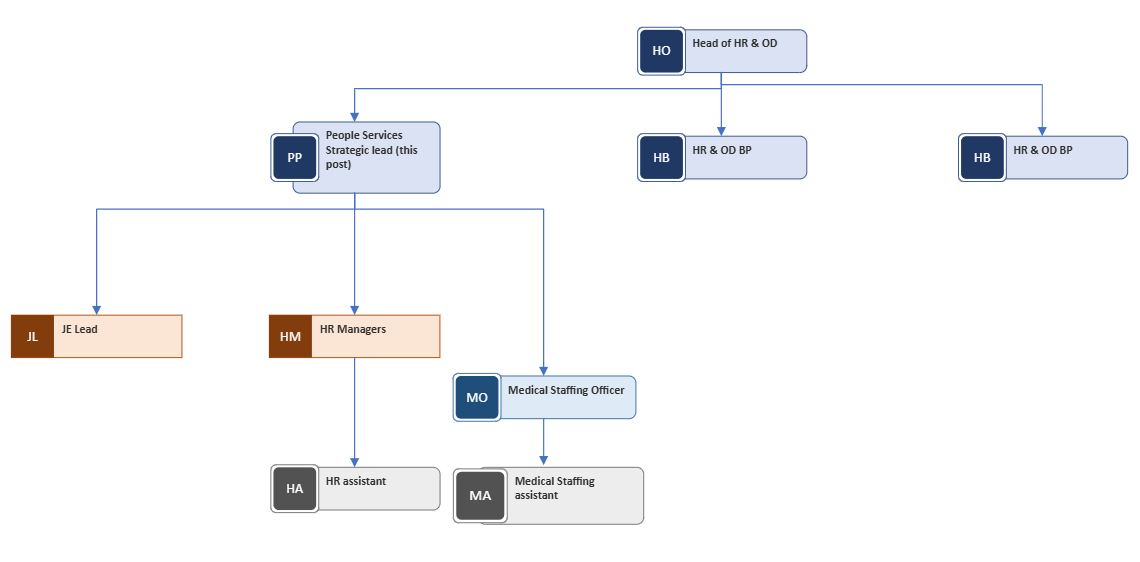 HO
Head of HR & OD
PP
People Services
Strategic lead (this
post)
HB
HR & OD BP
HB
HR & OD BP
JL
JE Lead
HM
HR Managers
MO
Medical Staffing Officer
HA
HR assistant
MA
Medical Staffing
assistant